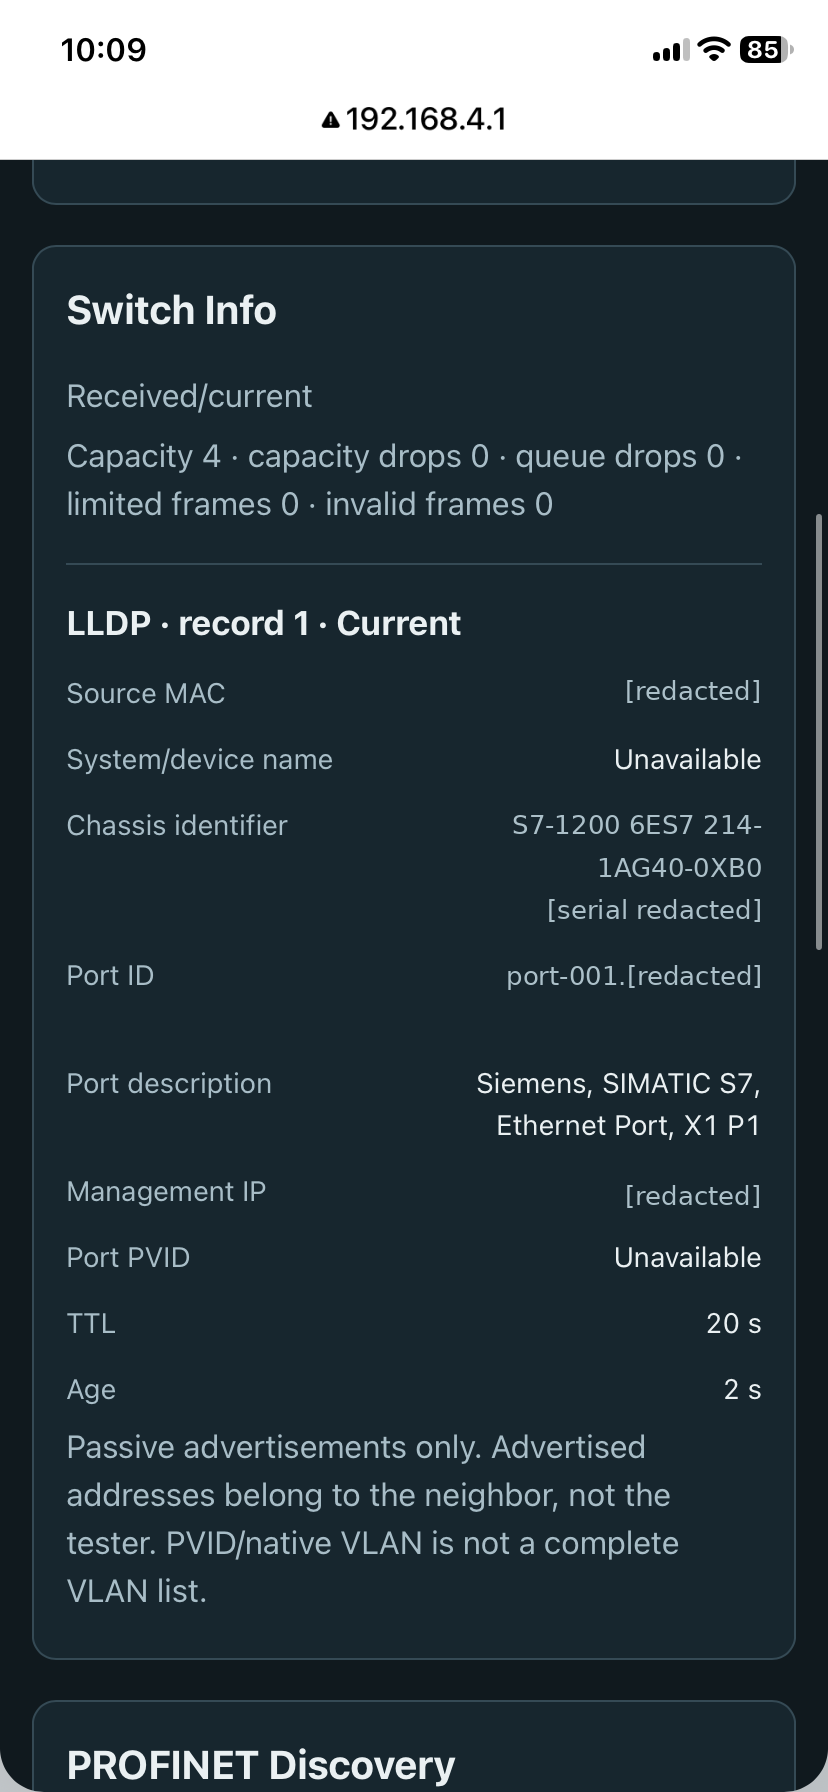 10:09
85
192.168.4.1
Switch Info
Received/current
Capacity 4 · capacity drops 0 · queue drops 0 ·
limited frames 0 · invalid frames 0
LLDP · record 1 · Current
Source MAC [redacted]
System/device name Unavailable
Chassis identifier S7-1200 6ES7 214-
1AG40-0XB0
[serial redacted]
Port ID port-001.[redacted]
Port description Siemens, SIMATIC S7,
Ethernet Port, X1 P1
Management IP [redacted]
Port PVID Unavailable
TTL 20 s
Age 2 s
Passive advertisements only. Advertised
addresses belong to the neighbor, not the
tester. PVID/native VLAN is not a complete
VLAN list.
PROFINET Discovery